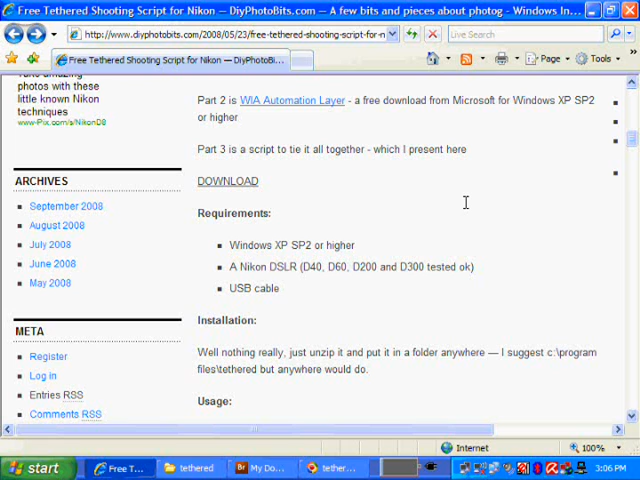 Free Tethered Shooting Script for Nikon — DiyPhotoBits.com — A few bits and pieces about photog - Windows In...
http://www.diyphotobits.com/2008/05/23/free-tethered-shooting-script-for-n
Live Search
Free Tethered Shooting Script for Nikon — DiyPhotoBi...
Page
Tools
photos with these
little known Nikon
techniques
www-Pix.com/s/NikonD8
ARCHIVES
September 2008
August 2008
July 2008
June 2008
May 2008
META
Register
Log in
Entries RSS
Comments RSS
Part 2 is WIA Automation Layer - a free download from Microsoft for Windows XP SP2
or higher
Part 3 is a script to tie it all together - which I present here
DOWNLOAD
Requirements:
Windows XP SP2 or higher
A Nikon DSLR (D40, D60, D200 and D300 tested ok)
USB cable
Installation:
Well nothing really, just unzip it and put it in a folder anywhere — I suggest c:\program
files\tethered but anywhere would do.
Usage:
Internet
100%
start
Free T...
tethered
Br My Do...
tether...
3:06 PM